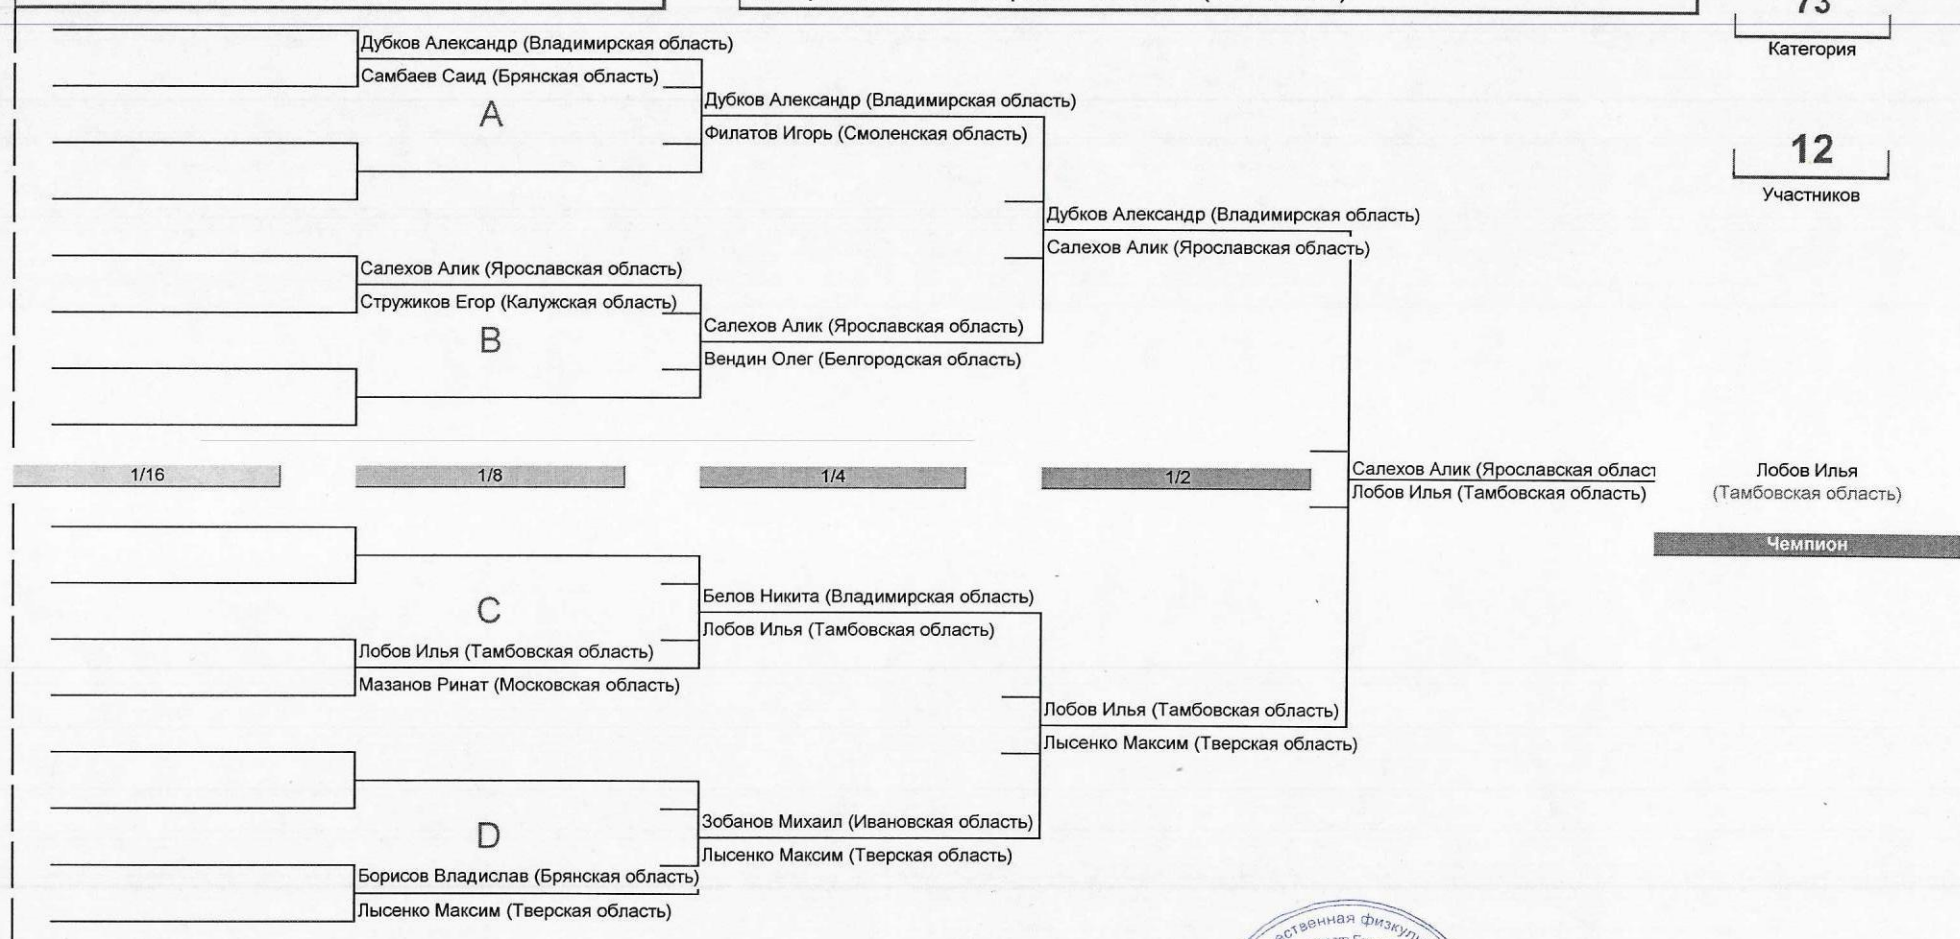 73
Категория
12
Участников
Дубков Александр (Владимирская область)
Самбаев Саид (Брянская область)
A
Дубков Александр (Владимирская область)
Филатов Игорь (Смоленская область)
Дубков Александр (Владимирская область)
Салехов Алик (Ярославская область)
Салехов Алик (Ярославская область)
Стружиков Егор (Калужская область)
B
Салехов Алик (Ярославская область)
Вендин Олег (Белгородская область)
1/16
1/8
1/4
1/2
Салехов Алик (Ярославская област
Лобов Илья (Тамбовская область)
Лобов Илья
(Тамбовская область)
Чемпион
Белов Никита (Владимирская область)
Лобов Илья (Тамбовская область)
C
Лобов Илья (Тамбовская область)
Мазанов Ринат (Московская область)
Лобов Илья (Тамбовская область)
Лысенко Максим (Тверская область)
Зобанов Михаил (Ивановская область)
Лысенко Максим (Тверская область)
D
Борисов Владислав (Брянская область)
Лысенко Максим (Тверская область)
ественная физкуль